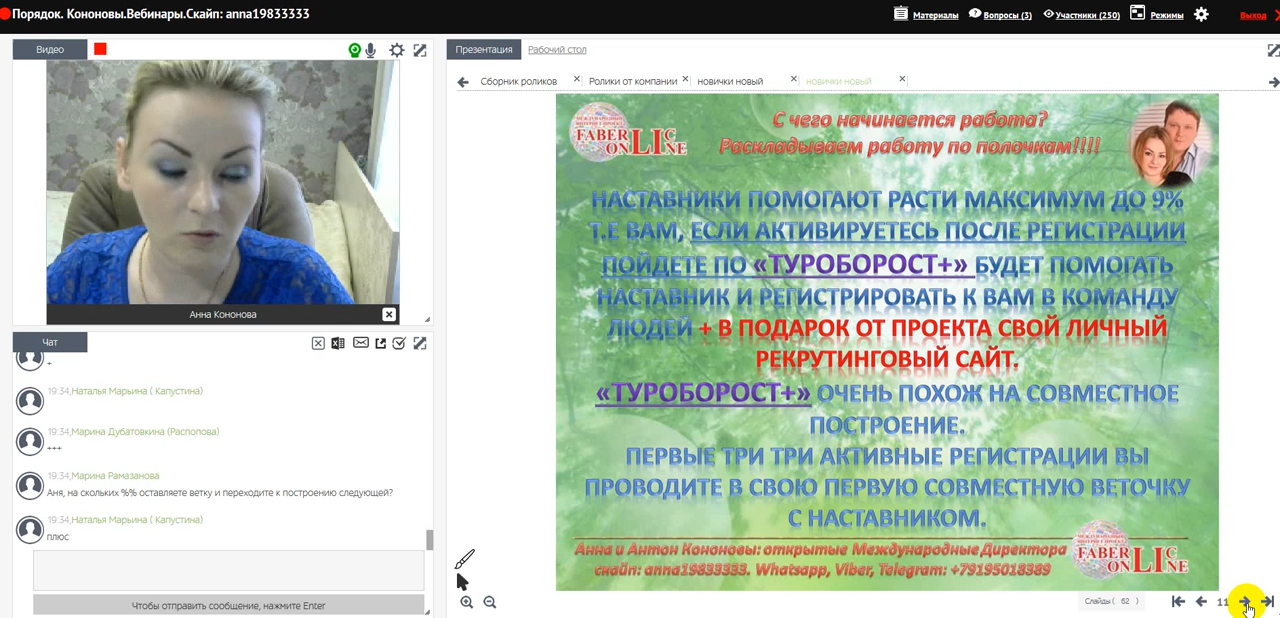 Порядок. Кононовы.Вебинары.Скайп: anna19833333
Материалы
Вопросы (3)
Участники (250)
Режимы
Выход
Видео
Анна Кононова
Чат
+
19:34,Наталья Марьина ( Капустина)
19:34,Марина Дубатовкина (Распопова)
+++
19:34,Марина Рамазанова
Аня, на скольких %% оставляете ветку и переходите к построению следующей?
19:34,Наталья Марьина ( Капустина)
плюс
Чтобы отправить сообщение, нажмите Enter
Презентация
Рабочий стол
Сборник роликов
Ролики от компании
новички новый
новички новый
FABERLIC
ONLINE
С чего начинается работа?
Раскладываем работу по полочкам!!!!
НАСТАВНИКИ ПОМОГАЮТ РАСТИ МАКСИМУМ ДО 9%
Т.Е ВАМ, ЕСЛИ АКТИВИРУЕТЕСЬ ПОСЛЕ РЕГИСТРАЦИИ
ПОЙДЕТЕ ПО «ТУРОБОРОСТ+» БУДЕТ ПОМОГАТЬ
НАСТАВНИК И РЕГИСТРИРОВАТЬ К ВАМ В КОМАНДУ
ЛЮДЕЙ + В ПОДАРОК ОТ ПРОЕКТА СВОЙ ЛИЧНЫЙ
РЕКРУТИНГОВЫЙ САЙТ.
«ТУРОБОРОСТ+» ОЧЕНЬ ПОХОЖ НА СОВМЕСТНОЕ
ПОСТРОЕНИЕ.
ПЕРВЫЕ ТРИ ТРИ АКТИВНЫЕ РЕГИСТРАЦИИ ВЫ
ПРОВОДИТЕ В СВОЮ ПЕРВУЮ СОВМЕСТНУЮ ВЕТОЧКУ
С НАСТАВНИКОМ.
Анна и Антон Кононовы: открытые Международные Директора
скайп: anna19833333. Whatsapp, Viber, Telegram: +79195018389
FABERLIC
ONLINE
Слайды ( 62 )
11